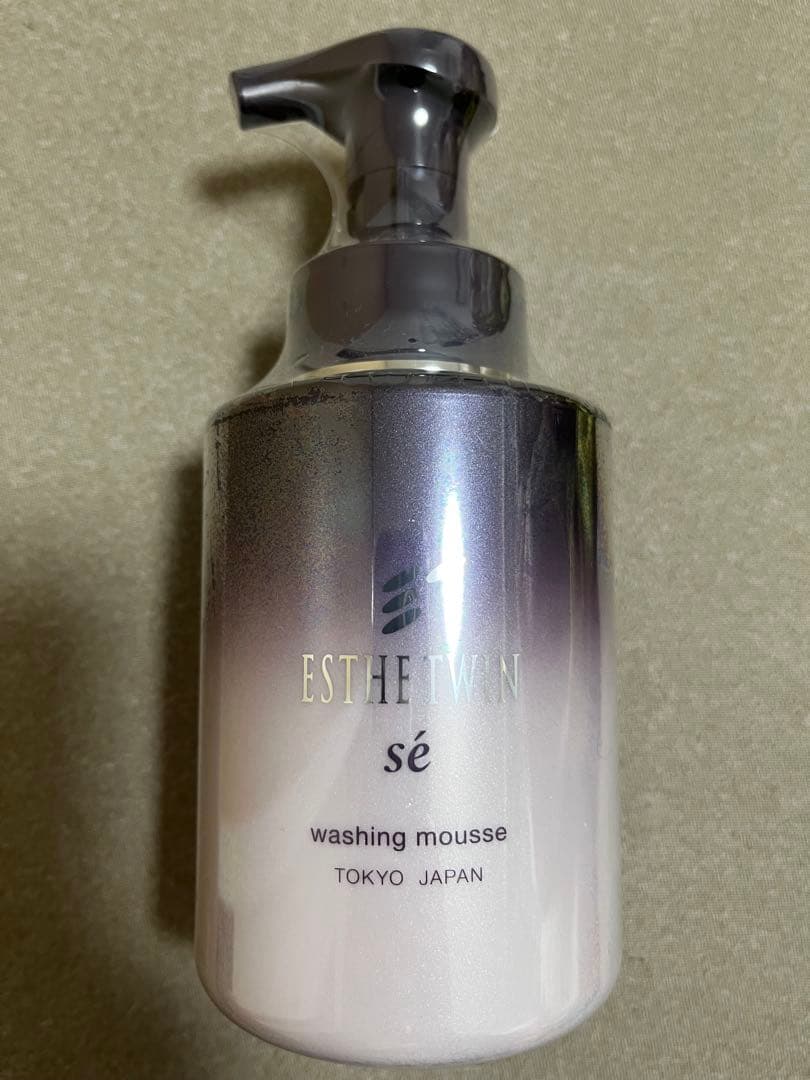 ESTHE TWIN
sé
washing mousse
TOKYO JAPAN